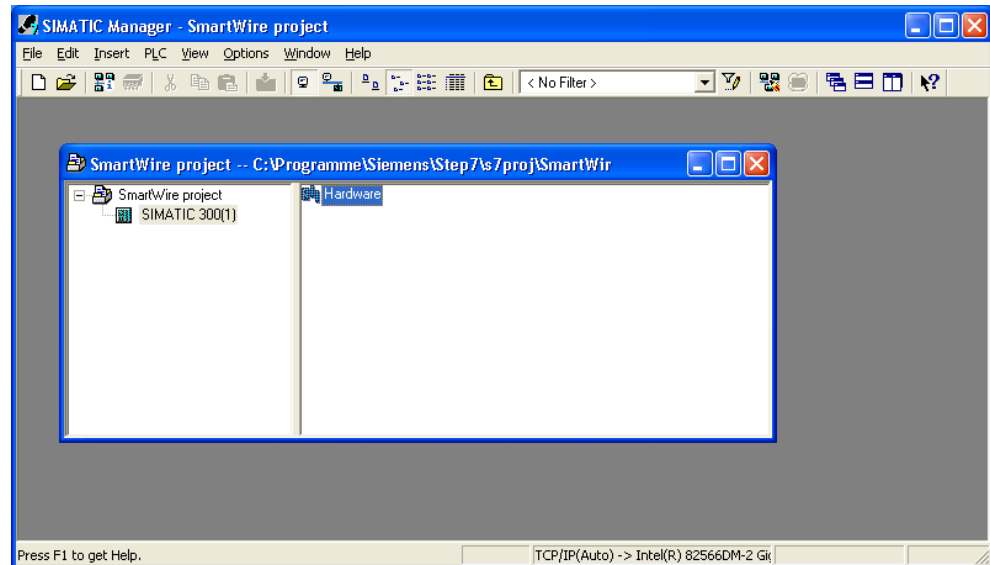 SIMATIC Manager - SmartWire project
File Edit Insert PLC View Options Window Help
< No Filter >
SmartWire project -- C:\Programme\Siemens\Step7\s7proj\SmartWir
SmartWire project
Hardware
SIMATIC 300(1)
Press F1 to get Help.
TCP/IP(Auto) -> Intel(R) 82566DM-2 Gi